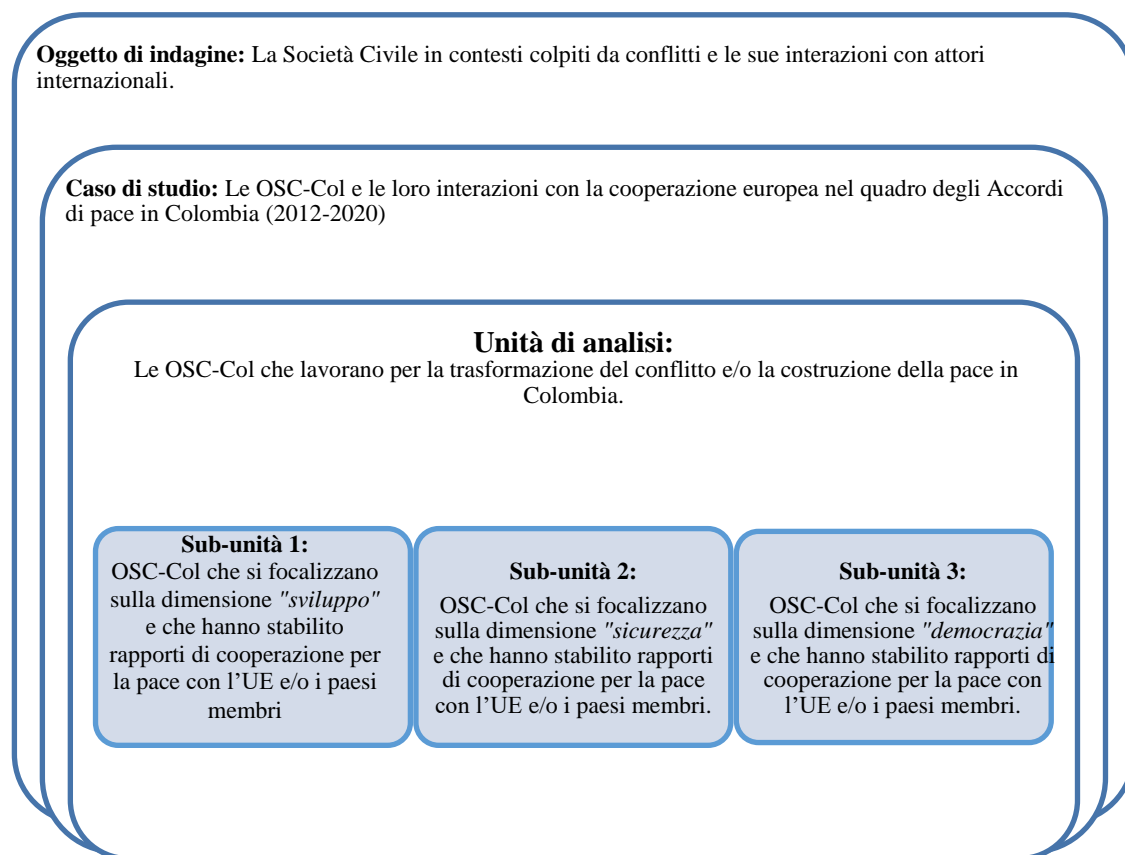 Oggetto di indagine: La Società Civile in contesti colpiti da conflitti e le sue interazioni con attori
internazionali.
Caso di studio: Le OSC-Col e le loro interazioni con la cooperazione europea nel quadro degli Accordi
di pace in Colombia (2012-2020)
Unità di analisi:
Le OSC-Col che lavorano per la trasformazione del conflitto e/o la costruzione della pace in
Colombia.
Sub-unità 1:
OSC-Col che si focalizzano
sulla dimensione "sviluppo"
e che hanno stabilito
rapporti di cooperazione per
la pace con l'UE e/o i paesi
membri
Sub-unità 2:
OSC-Col che si focalizzano
sulla dimensione "sicurezza"
e che hanno stabilito rapporti
di cooperazione per la pace
con l'UE e/o i paesi membri.
Sub-unità 3:
OSC-Col che si focalizzano
sulla dimensione "democrazia"
e che hanno stabilito rapporti di
cooperazione per la pace con
l'UE e/o i paesi membri.